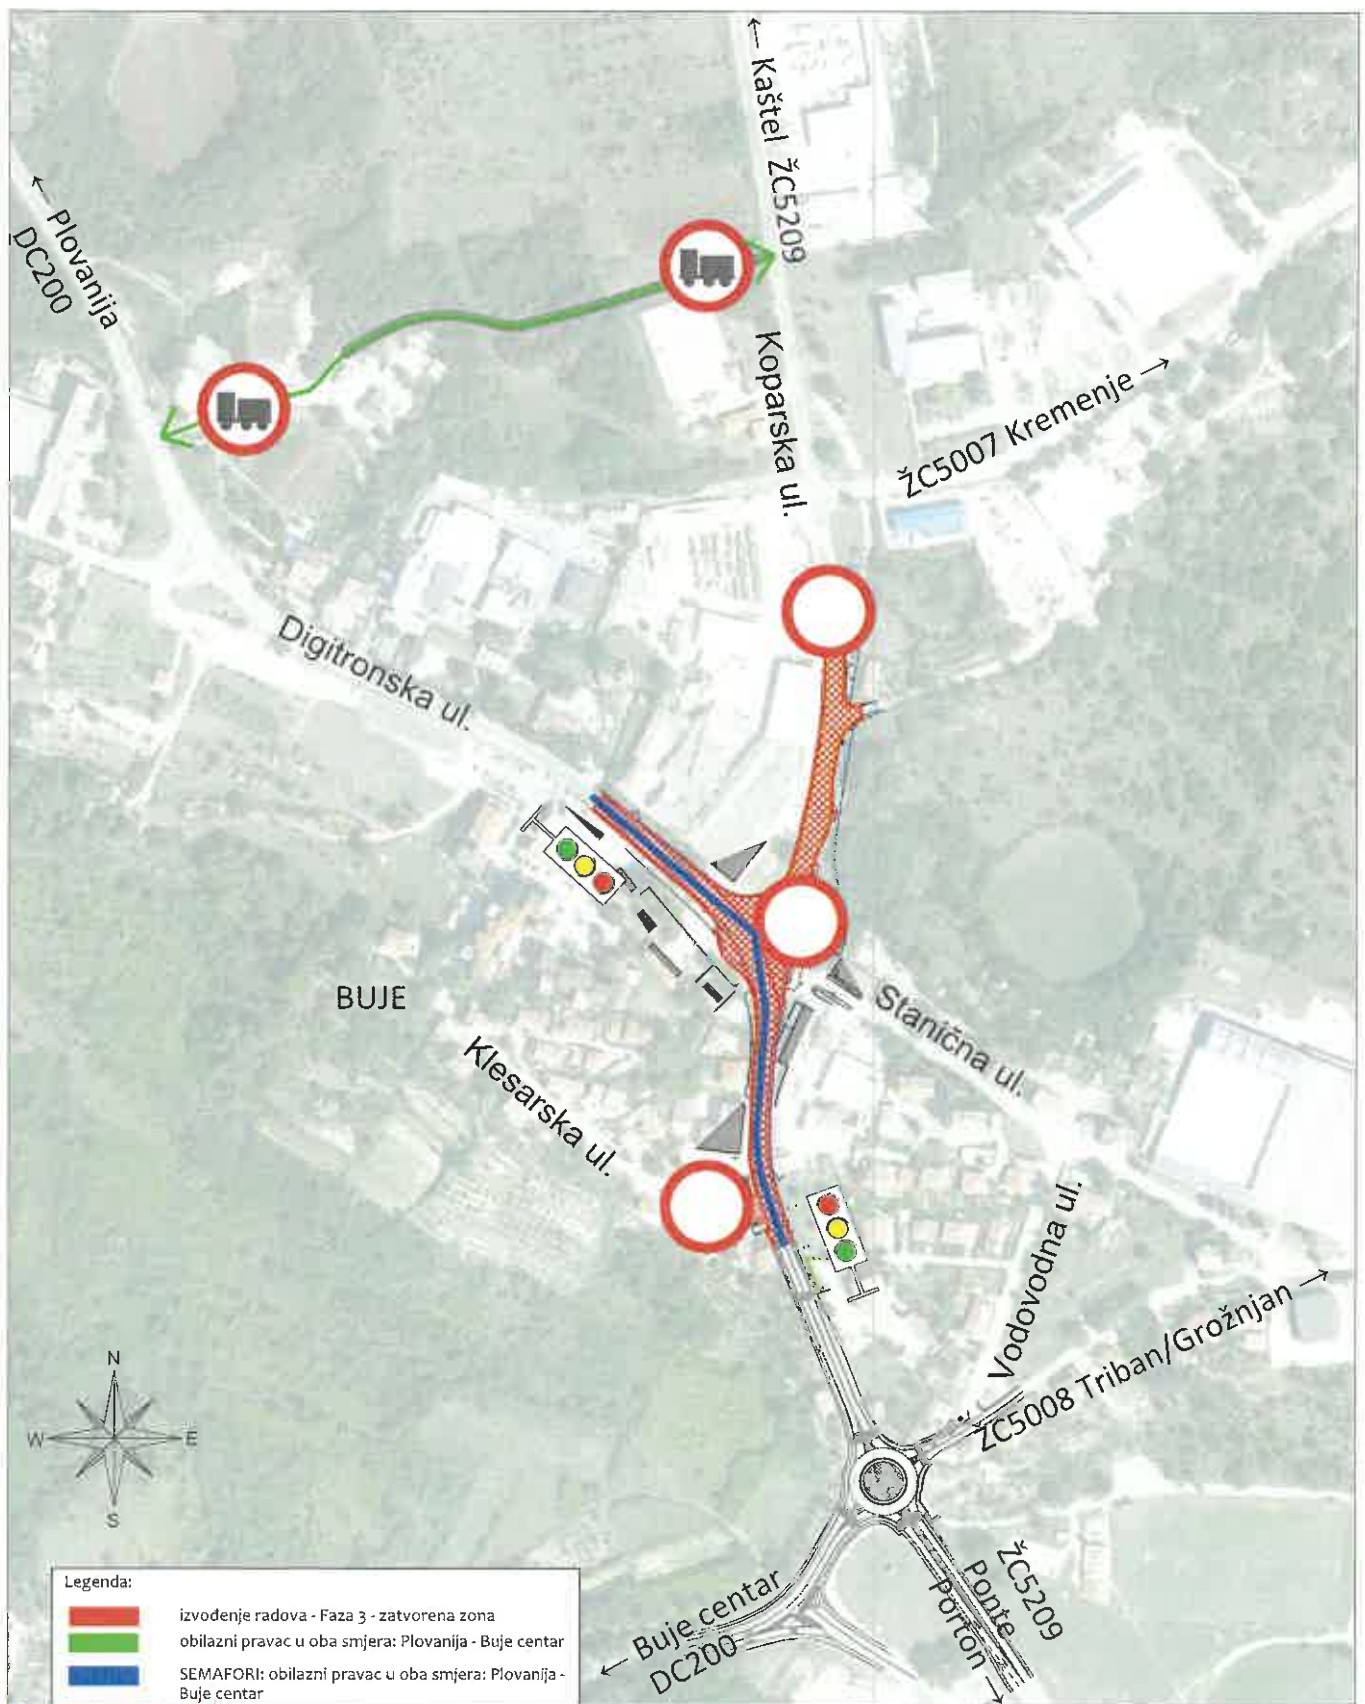 ← Kaštel ŽC5209
← Plovanija
DC200
Koparska ul.
ŽC5007 Kremenje →
Digitronska ul.
BUJE
Stanična ul.
Klesarska ul.
Vodovodna ul.
ŽC5008 Triban/Grožnjan →
N
W
E
S
ŽC5209
Ponte
Porton →
← Buje centar
DC200
Legenda:
izvođenje radova - Faza 3 - zatvorena zona
obilazni pravac u oba smjera: Plovanija - Buje centar
SEMAFORI: obilazni pravac u oba smjera: Plovanija -
Buje centar